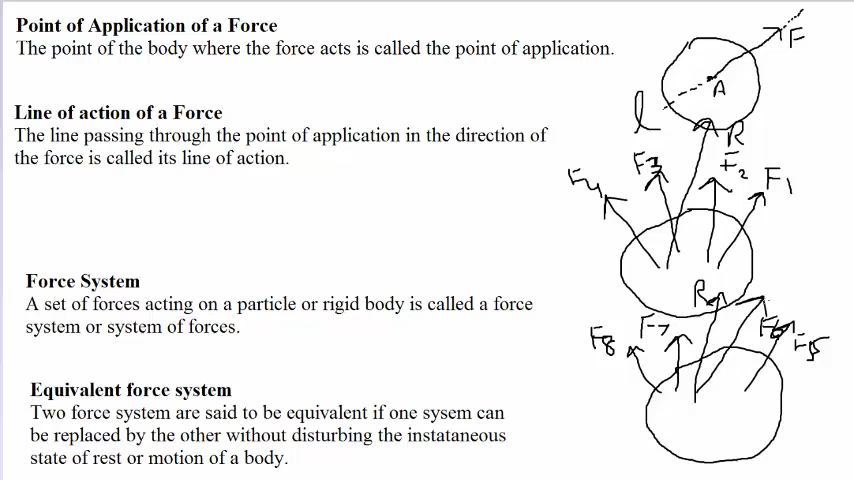 Point of Application of a Force
The point of the body where the force acts is called the point of application.
F
A
Line of action of a Force
l
The line passing through the point of application in the direction of
the force is called its line of action.
R
F4
F3
F2
F1
Force System
A set of forces acting on a particle or rigid body is called a force
system or system of forces.
R
F8
F7
F6
F5
Equivalent force system
Two force system are said to be equivalent if one sysem can
be replaced by the other without disturbing the instataneous
state of rest or motion of a body.